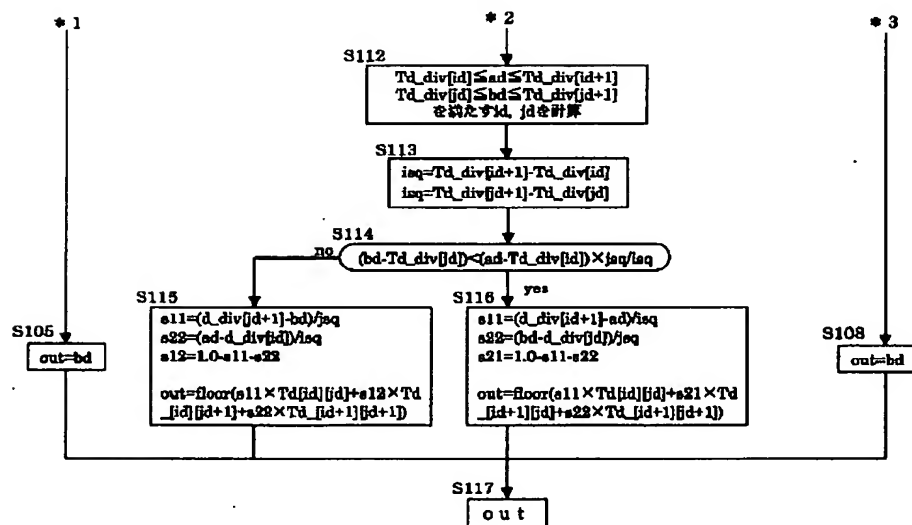 *1
*2
*3
S112
Td_div[id]≦ad≦Td_div[id+1]
Td_div[jd]≦bd≦Td_div[jd+1]
を満たすid, jdを計算
S113
isq=Td_div[id+1]-Td_div[id]
isq=Td_div[jd+1]-Td_div[jd]
S114
(bd-Td_div[jd])<(ad-Td_div[id])×jsq/isq
no
yes
S115
s11=(d_div[jd+1]-bd)/jsq
s22=(ad-d_div[id])/isq
s12=1.0-s11-s22
out=floor(s11×Td[id][jd]+s12×Td
_[id][jd+1]+s22×Td_[id+1][jd+1])
S116
s11=(d_div[id+1]-ad)/isq
s22=(bd-d_div[jd])/jsq
s21=1.0-s11-s22
out=floor(s11×Td[id][jd]+s21×Td
_[id+1][jd]+s22×Td_[id+1][jd+1])
S105
out=bd
S108
out=bd
S117
out